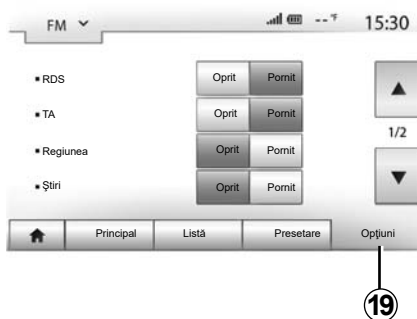 FM -- °F 15:30
RDS Oprit Pornit
TA Oprit Pornit
1/2
Regiunea Oprit Pornit
Ştiri Oprit Pornit
Principal Listă Presetare Opţiuni
19